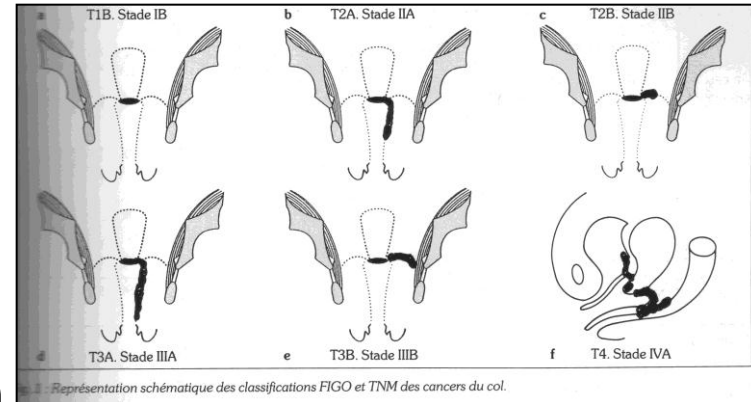 a T1B. Stade IB b T2A. Stade IIA c T2B. Stade IIB
d T3A. Stade IIIA e T3B. Stade IIIB f T4. Stade IVA
: Représentation schématique des classifications FIGO et TNM des cancers du col.